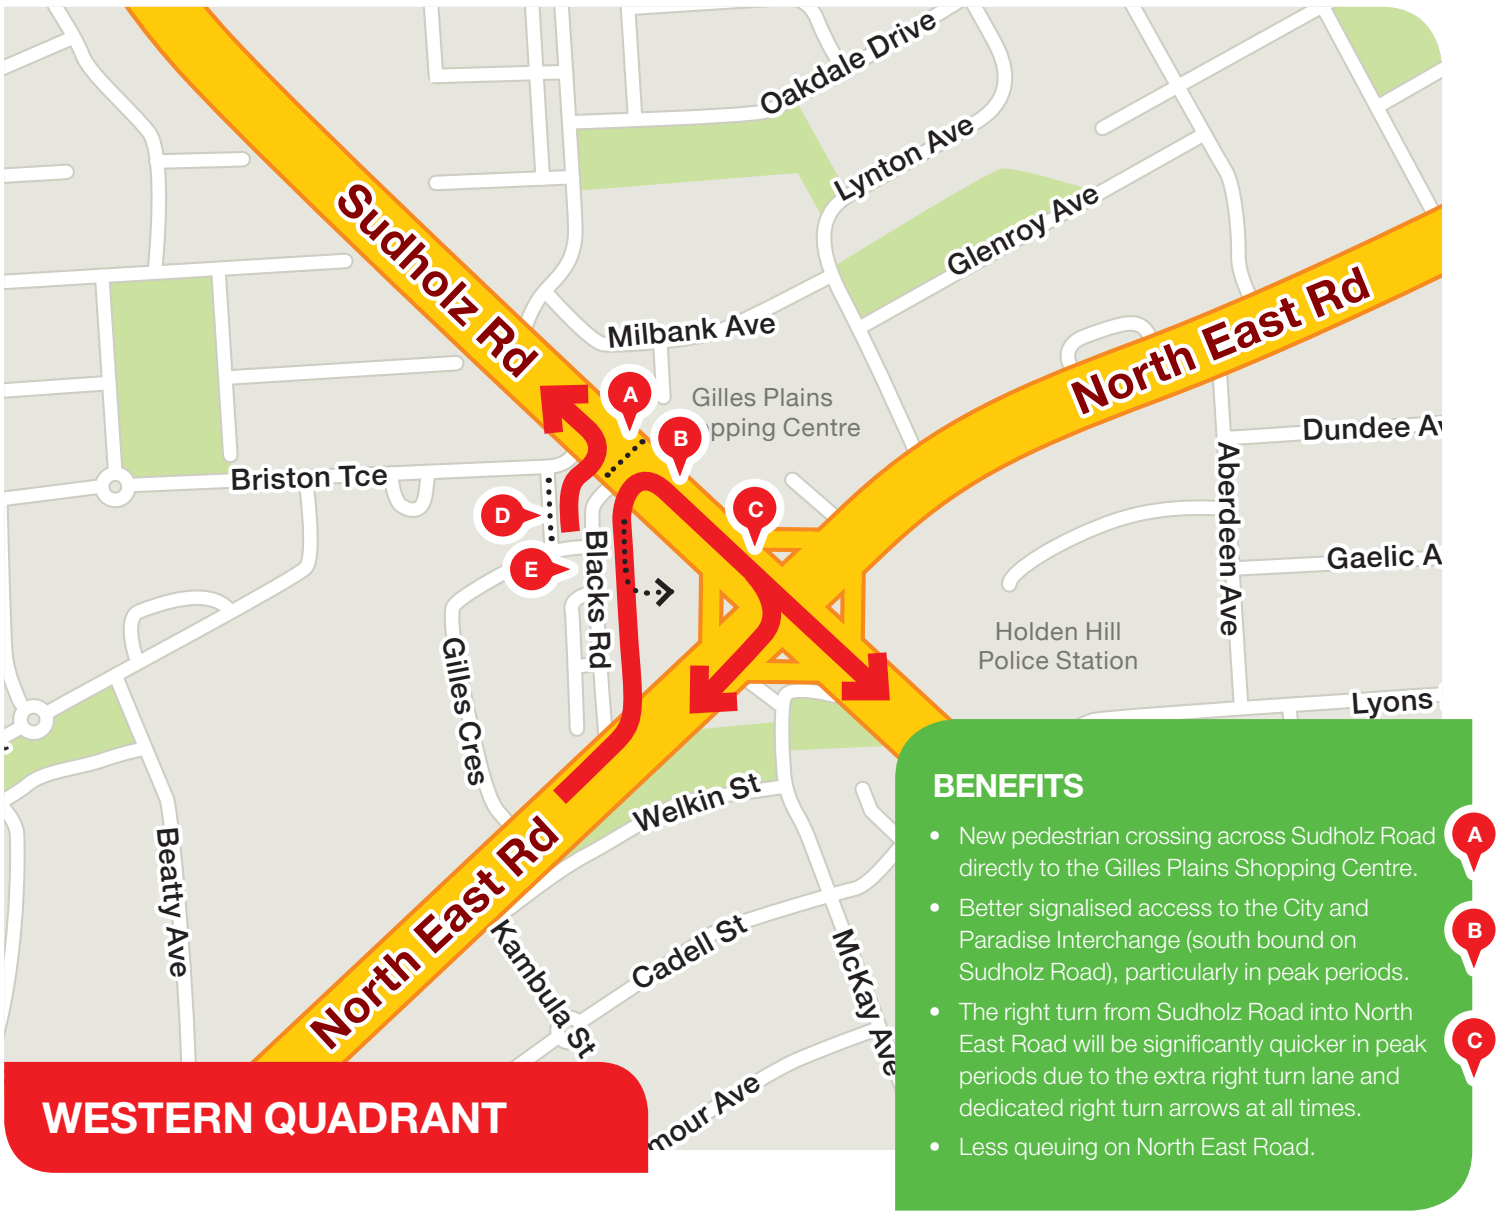 Oakdale Drive
Lynton Ave
Glenroy Ave
Sudholz Rd
North East Rd
Milbank Ave
A
Gilles Plains
pping Centre
B
Dundee Av
Briston Tce
Aberdeen Ave
D
C
Blacks Rd
Gaelic A
E
Holden Hill
Police Station
Gilles Cres
Lyons
Welkin St
North East Rd
Beatty Ave
Kambula St
Cadell St
McKay Ave
mour Ave
WESTERN QUADRANT
BENEFITS
• New pedestrian crossing across Sudholz Road
directly to the Gilles Plains Shopping Centre.
A
• Better signalised access to the City and
Paradise Interchange (south bound on
Sudholz Road), particularly in peak periods.
B
• The right turn from Sudholz Road into North
East Road will be significantly quicker in peak
periods due to the extra right turn lane and
dedicated right turn arrows at all times.
C
• Less queuing on North East Road.